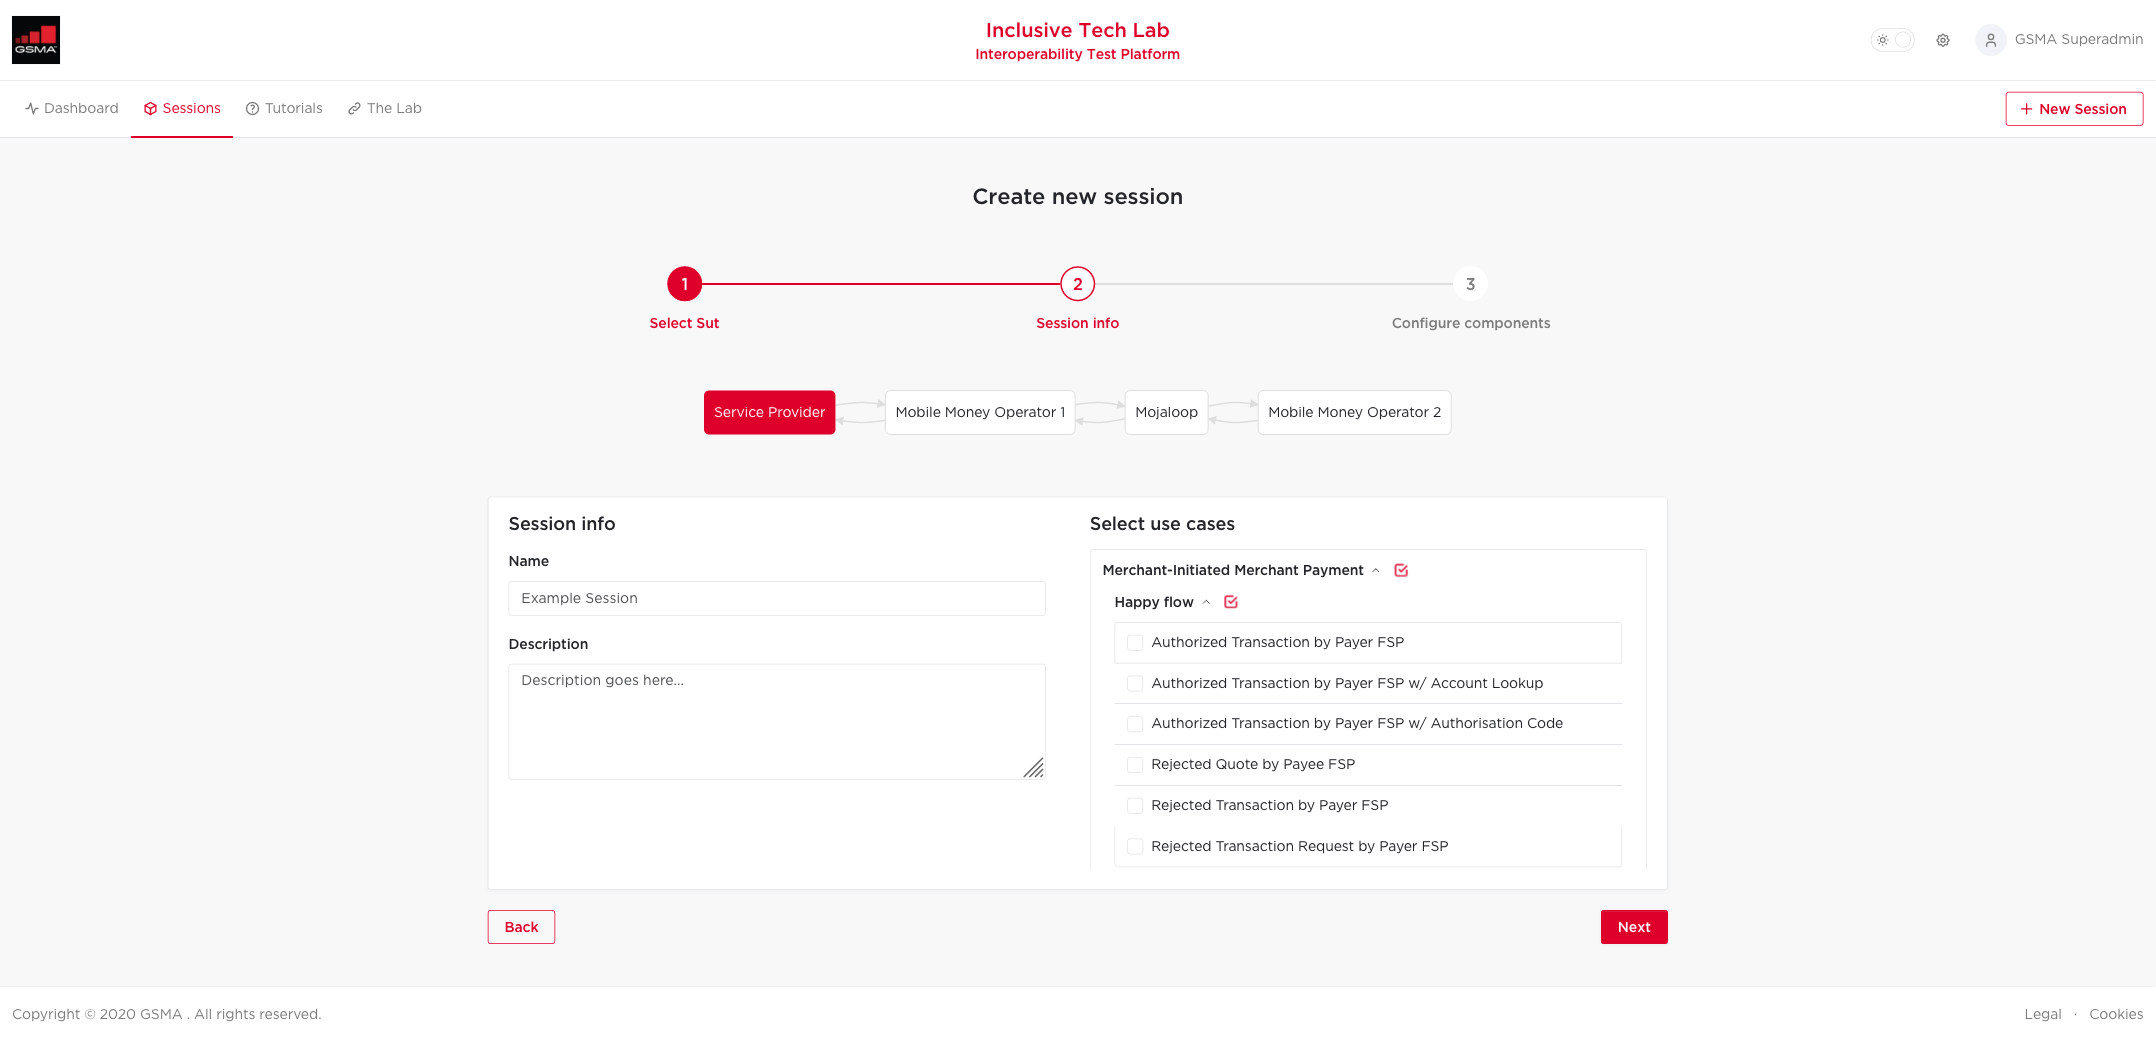 GSMA
Inclusive Tech Lab
Interoperability Test Platform
GSMA Superadmin
Dashboard
Sessions
Tutorials
The Lab
New Session
Create new session
1
2
3
Select Sut
Session info
Configure components
Service Provider
Mobile Money Operator 1
Mojaloop
Mobile Money Operator 2
Session info
Name
Example Session
Description
Description goes here...
Select use cases
Merchant-Initiated Merchant Payment
Happy flow
Authorized Transaction by Payer FSP
Authorized Transaction by Payer FSP w/ Account Lookup
Authorized Transaction by Payer FSP w/ Authorisation Code
Rejected Quote by Payee FSP
Rejected Transaction by Payer FSP
Rejected Transaction Request by Payer FSP
Back
Next
Copyright © 2020 GSMA . All rights reserved.
Legal · Cookies